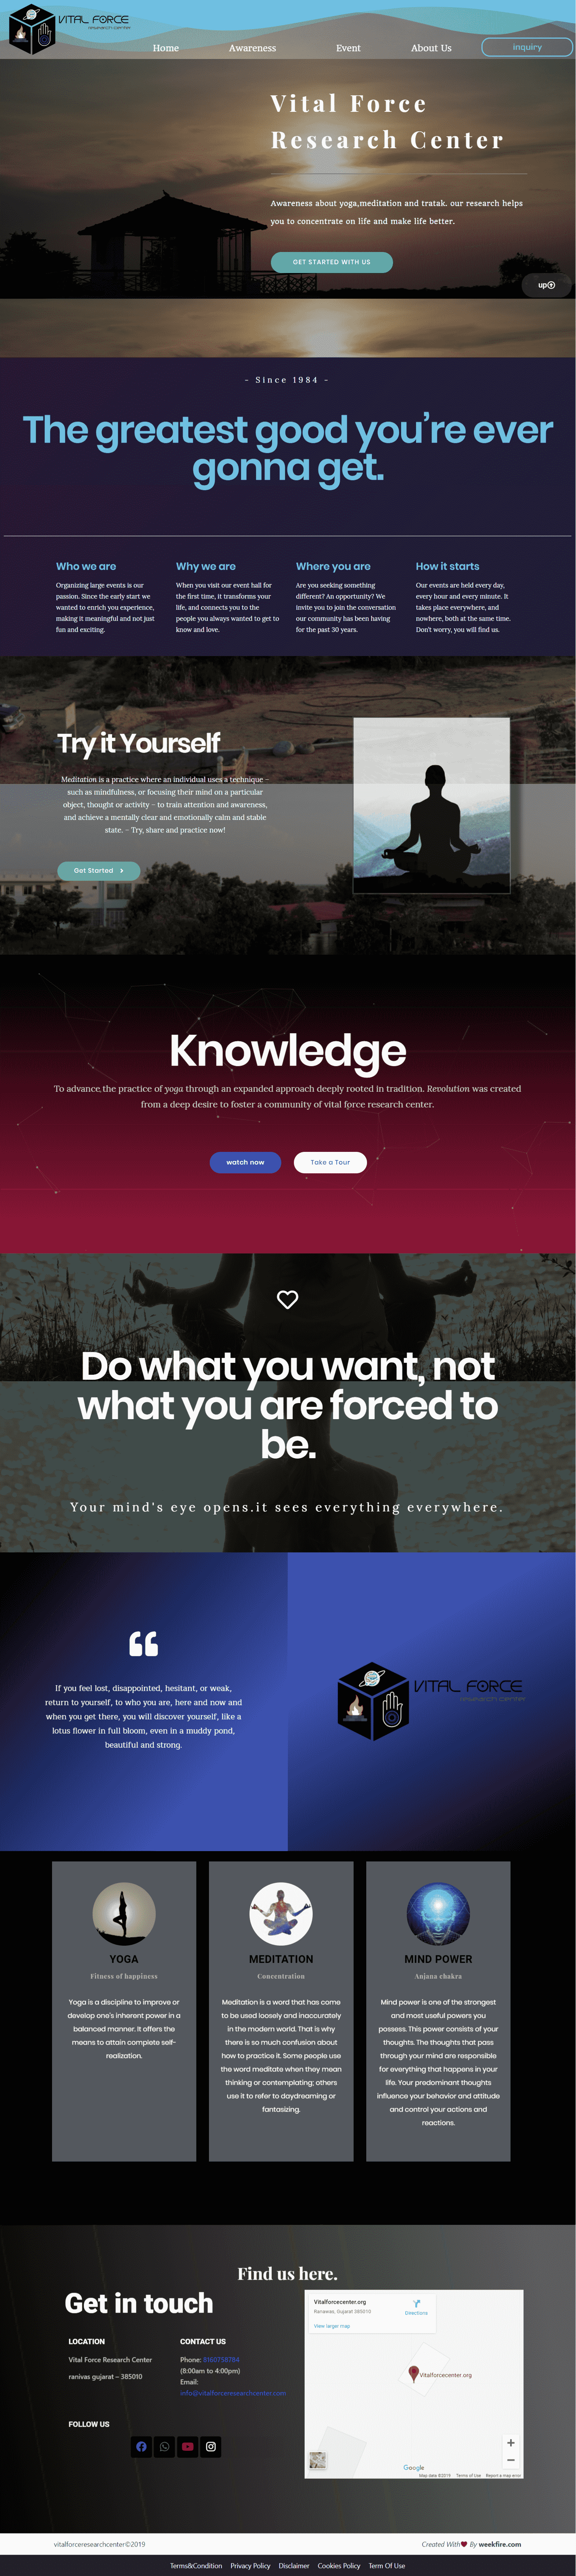 VITAL FORCE
RESEARCH CENTER
Home
Awareness
Event
About Us
inquiry
Vital Force
Research Center
Awareness about yoga,meditation and tratak. our research helps
you to concentrate on life and make life better.
GET STARTED WITH US
up
- Since 1984 -
The greatest good you're ever
gonna get.
Who we are
Organizing large events is our
passion. Since the early start we
wanted to enrich you experience,
making it meaningful and not just
fun and exciting.
Why we are
When you visit our event hall for
the first time, it transforms your
life, and connects you to the
people you always wanted to get to
know and love.
Where you are
Are you seeking something
different? An opportunity? We
invite you to join the conversation
our community has been having
for the past 30 years.
How it starts
Our events are held every day,
every hour and every minute. It
takes place everywhere, and
nowhere, both at the same time.
Don't worry, you will find us.
Try it Yourself
Meditation is a practice where an individual uses a technique –
such as mindfulness, or focusing their mind on a particular
object, thought or activity – to train attention and awareness,
and achieve a mentally clear and emotionally calm and stable
state. – Try, share and practice now!
Get Started
Knowledge
To advance the practice of yoga through an expanded approach deeply rooted in tradition. Revolution was created
from a deep desire to foster a community of vital force research center.
watch now
Take a Tour
Do what you want, not
what you are forced to
be.
Your mind's eye opens.it sees everything everywhere.
If you feel lost, disappointed, hesitant, or weak,
return to yourself, to who you are, here and now and
when you get there, you will discover yourself, like a
lotus flower in full bloom, even in a muddy pond,
beautiful and strong.
VITAL FORCE
RESEARCH CENTER
YOGA
Fitness of happiness
Yoga is a discipline to improve or
develop one's inherent power in a
balanced manner. It offers the
means to attain complete self-
realization.
MEDITATION
Concentration
Meditation is a word that has come
to be used loosely and inaccurately
in the modern world. That is why
there is so much confusion about
how to practice it. Some people use
the word meditate when they mean
thinking or contemplating; others
use it to refer to daydreaming or
fantasizing.
MIND POWER
Anjana chakra
Mind power is one of the strongest
and most useful powers you
possess. This power consists of your
thoughts. The thoughts that pass
through your mind are responsible
for everything that happens in your
life. Your predominant thoughts
influence your behavior and attitude
and control your actions and
reactions.
Find us here.
Get in touch
LOCATION
Vital Force Research Center
ranivas gujarat – 385010
CONTACT US
Phone: 8160758784
(8:00am to 4:00pm)
Email:
info@vitalforceresearchcenter.com
FOLLOW US
Vitalforcecenter.org
Ranawas, Gujarat 385010
Directions
View larger map
Vitalforcecenter.org
Google
Map data ©2019 Terms of Use Report a map error
vitalforceresearchcenter©2019
Created With By weekfire.com
Terms&Condition Privacy Policy Disclaimer Cookies Policy Term Of Use